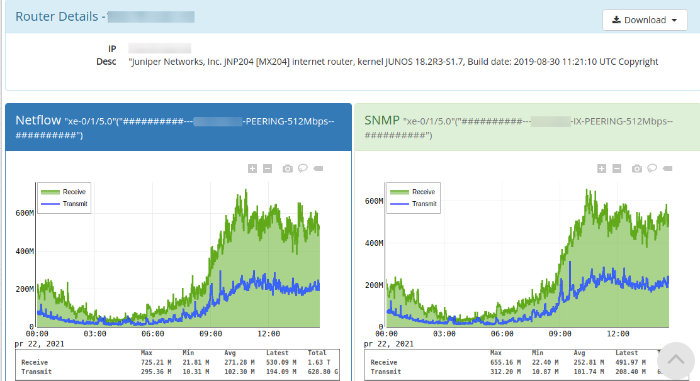 Router Details -
Download
IP
Desc "Juniper Networks, Inc. JNP204 [MX204] internet router, kernel JUNOS 18.2R3-S1.7, Build date: 2019-08-30 11:21:10 UTC Copyright
Netflow "xe-0/1/5.0"("##########---
-PEERING-512Mbps--
##########")
Receive
Transmit
600M
400M
200M
0
00:00 03:00 06:00 09:00 12:00
pr 22, 2021
Max Min Avg Latest Total
Receive 725.21 M 21.81 M 271.28 M 530.09 M 1.63 T
Transmit 295.36 M 10.31 M 102.30 M 194.09 M 628.80 G
SNMP "xe-0/1/5.0"("##########---
-IX-PEERING-512Mbps--
##########")
Receive
Transmit
600M
400M
200M
0
00:00 03:00 06:00 09:00 12:00
pr 22, 2021
Max Min Avg Latest
Receive 655.16 M 22.40 M 252.81 M 491.97 M
Transmit 312.20 M 10.87 M 101.74 M 208.40 M